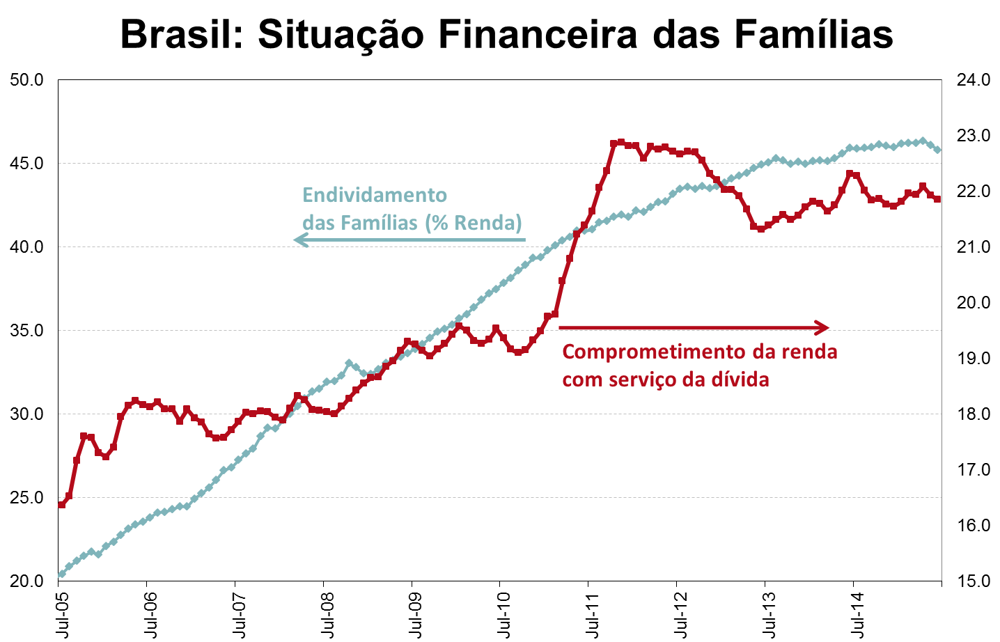 Brasil: Situação Financeira das Famílias
50.0
45.0
40.0
35.0
30.0
25.0
20.0
24.0
23.0
22.0
21.0
20.0
19.0
18.0
17.0
16.0
15.0
Endividamento
das Famílias (% Renda)
Comprometimento da renda
com serviço da dívida
Jul-05
Jul-06
Jul-07
Jul-08
Jul-09
Jul-10
Jul-11
Jul-12
Jul-13
Jul-14